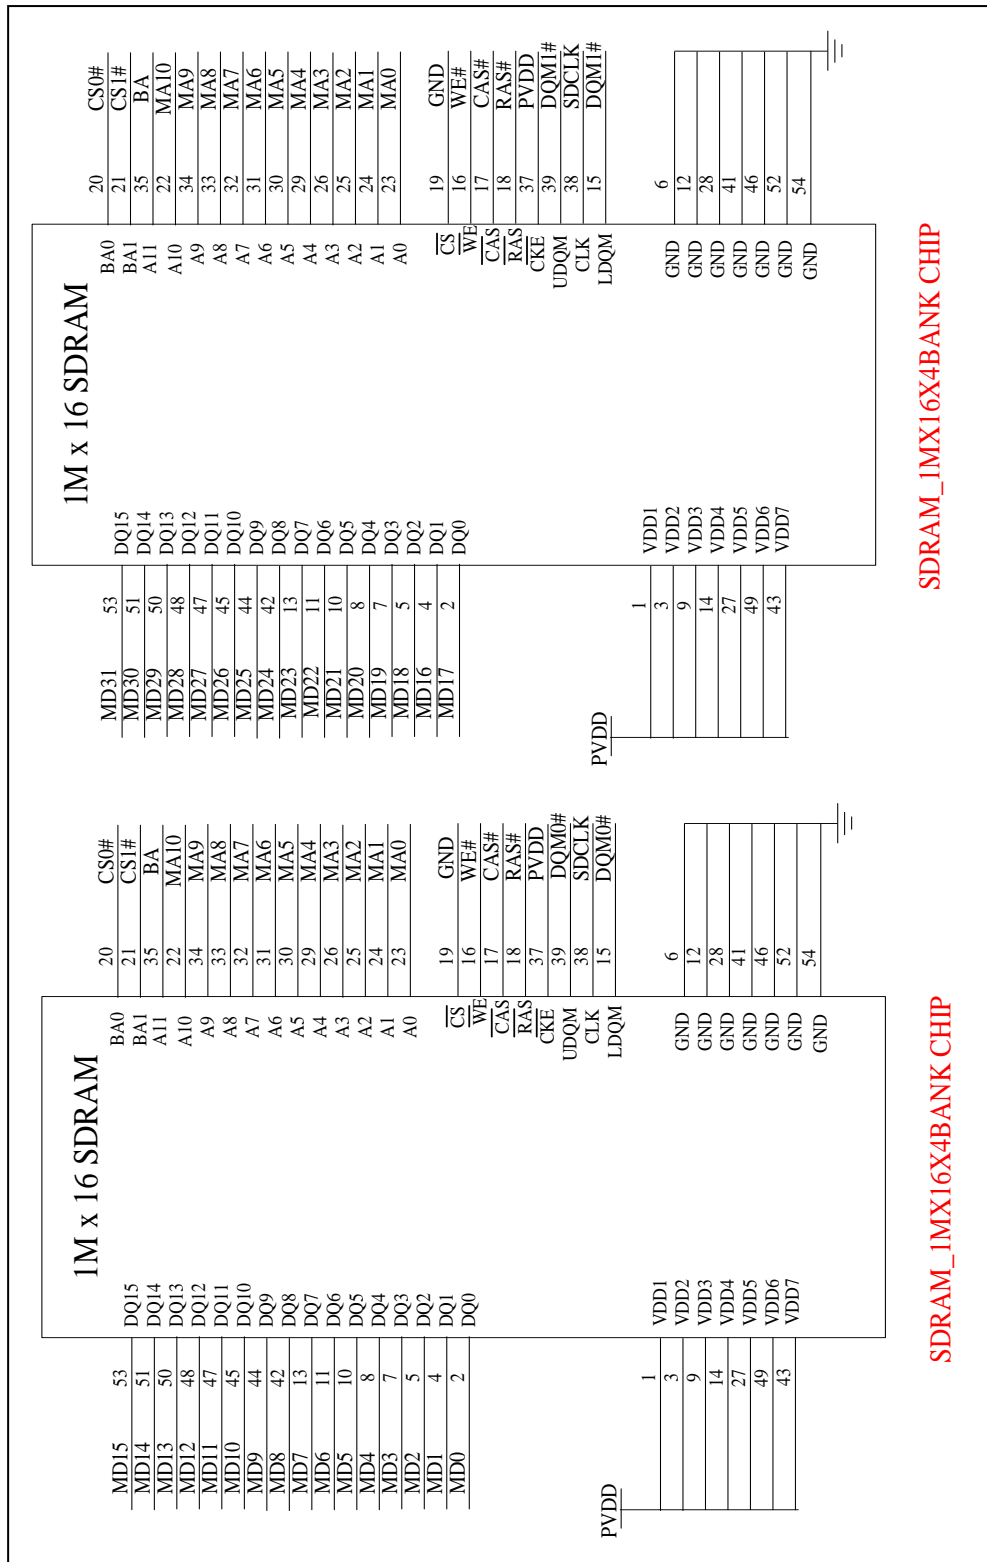 1M x 16 SDRAM
MD15 53 DQ15 BA0 20 CS0#
MD14 51 DQ14 BA1 21 CS1#
MD13 50 DQ13 A11 35 BA
MD12 48 DQ12 A10 22 MA10
MD11 47 DQ11 A9 34 MA9
MD10 45 DQ10 A8 33 MA8
MD9 44 DQ9 A7 32 MA7
MD8 42 DQ8 A6 31 MA6
MD7 13 DQ7 A5 30 MA5
MD6 11 DQ6 A4 29 MA4
MD5 10 DQ5 A3 26 MA3
MD4 8 DQ4 A2 25 MA2
MD3 7 DQ3 A1 24 MA1
MD2 5 DQ2 A0 23 MA0
MD1 4 DQ1
MD0 2 DQ0
CS 19 GND
WE 16 WE#
CAS 17 CAS#
RAS 18 RAS#
CKE 37 PVDD
UDQM 39 DQM0#
CLK 38 SDCLK
LDQM 15 DQM0#
PVDD
1 VDD1 GND 6
3 VDD2 GND 12
9 VDD3 GND 28
14 VDD4 GND 41
27 VDD5 GND 46
49 VDD6 GND 52
43 VDD7 GND 54
SDRAM_1MX16X4BANK CHIP
1M x 16 SDRAM
MD31 53 DQ15 BA0 20 CS0#
MD30 51 DQ14 BA1 21 CS1#
MD29 50 DQ13 A11 35 BA
MD28 48 DQ12 A10 22 MA10
MD27 47 DQ11 A9 34 MA9
MD26 45 DQ10 A8 33 MA8
MD25 44 DQ9 A7 32 MA7
MD24 42 DQ8 A6 31 MA6
MD23 13 DQ7 A5 30 MA5
MD22 11 DQ6 A4 29 MA4
MD21 10 DQ5 A3 26 MA3
MD20 8 DQ4 A2 25 MA2
MD19 7 DQ3 A1 24 MA1
MD18 5 DQ2 A0 23 MA0
MD16 4 DQ1
MD17 2 DQ0
CS 19 GND
WE 16 WE#
CAS 17 CAS#
RAS 18 RAS#
CKE 37 PVDD
UDQM 39 DQM1#
CLK 38 SDCLK
LDQM 15 DQM1#
PVDD
1 VDD1 GND 6
3 VDD2 GND 12
9 VDD3 GND 28
14 VDD4 GND 41
27 VDD5 GND 46
49 VDD6 GND 52
43 VDD7 GND 54
SDRAM_1MX16X4BANK CHIP